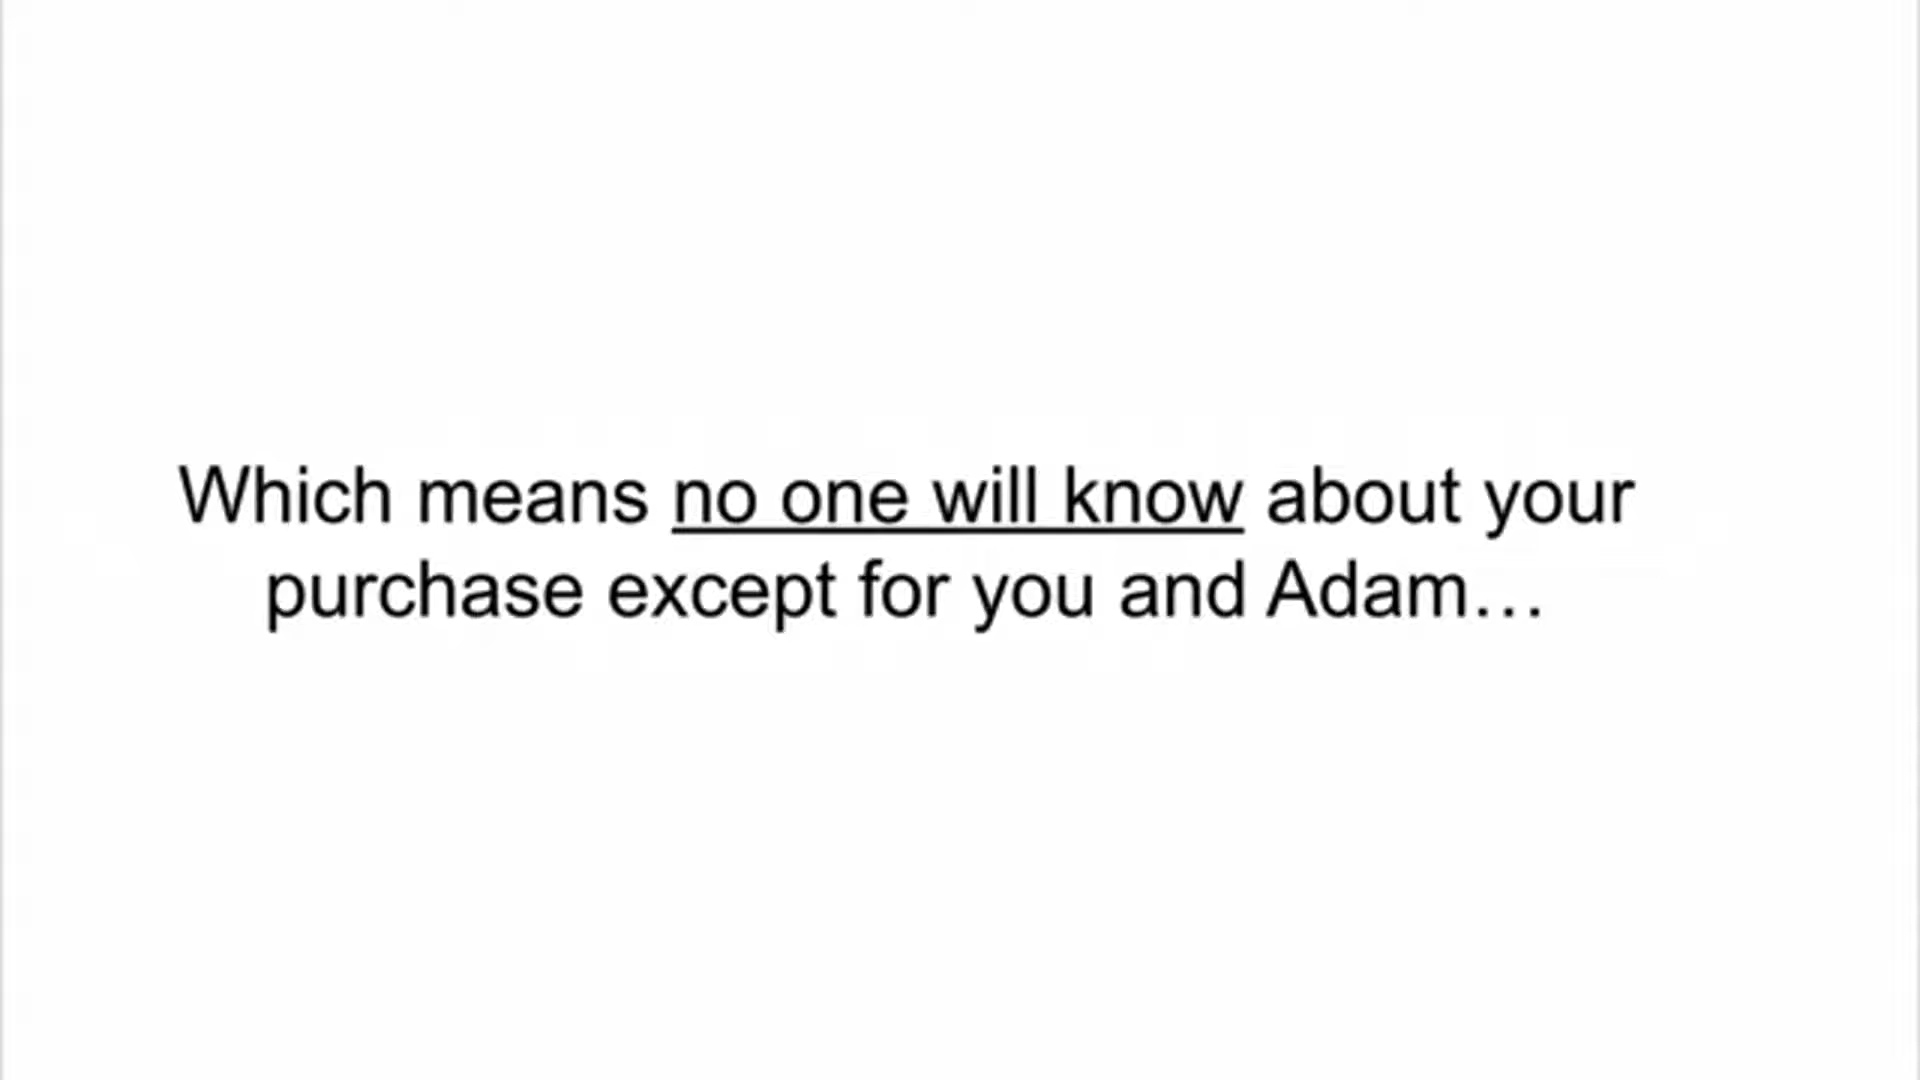 Which means no one will know about your
purchase except for you and Adam…